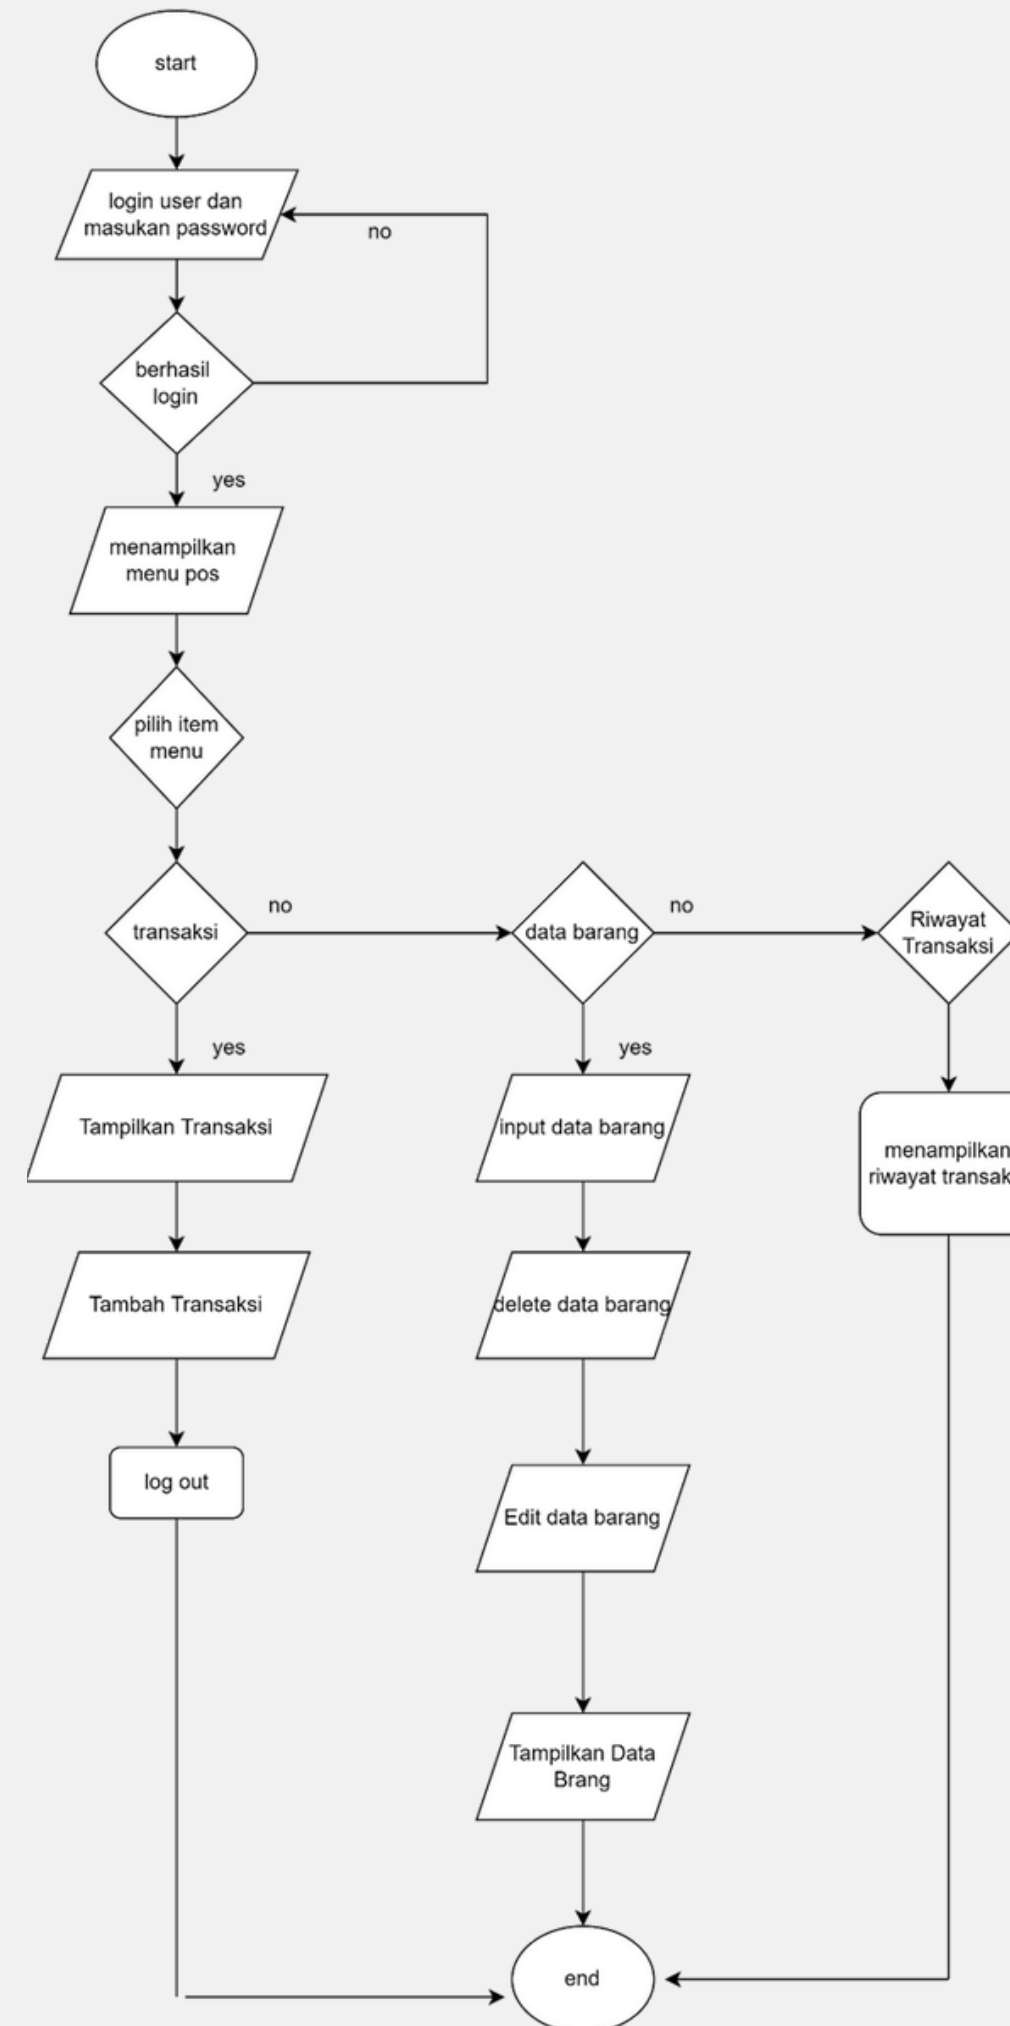 start
login user dan
masukan password
no
berhasil
login
yes
menampilkan
menu pos
pilih item
menu
transaksi
no
data barang
no
Riwayat
Transaksi
yes
yes
Tampilkan Transaksi
input data barang
menampilkan
riwayat transak
Tambah Transaksi
delete data barang
log out
Edit data barang
Tampilkan Data
Brang
end